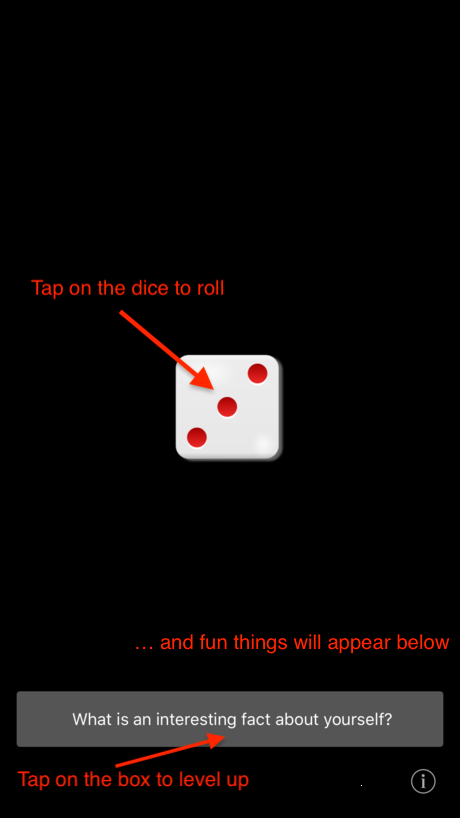 Tap on the dice to roll
... and fun things will appear below
What is an interesting fact about yourself?
Tap on the box to level up
i